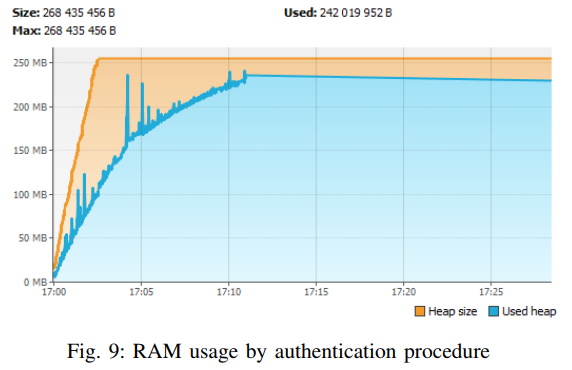 Size: 268 435 456 B Used: 242 019 952 B
Max: 268 435 456 B
250 MB
200 MB
150 MB
100 MB
50 MB
0 MB
17:00 17:05 17:10 17:15 17:20 17:25
Heap size Used heap
Fig. 9: RAM usage by authentication procedure